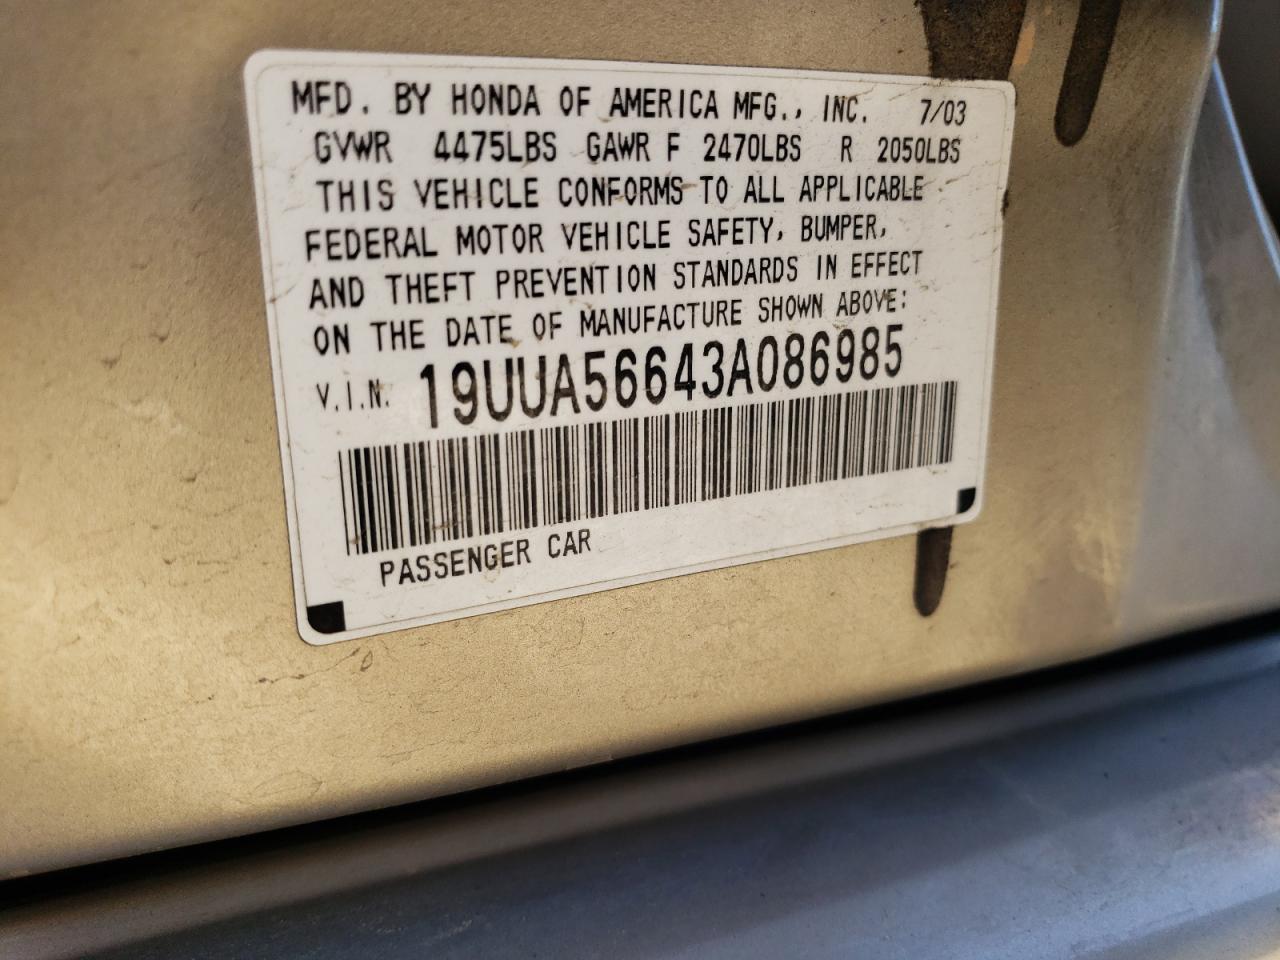 MFD. BY HONDA OF AMERICA MFG., INC. 7/03
GVWR 4475LBS GAWR F 2470LBS R 2050LBS
THIS VEHICLE CONFORMS TO ALL APPLICABLE
FEDERAL MOTOR VEHICLE SAFETY, BUMPER,
AND THEFT PREVENTION STANDARDS IN EFFECT
ON THE DATE OF MANUFACTURE SHOWN ABOVE:
V.I.N. 19UUA56643A086985
PASSENGER CAR